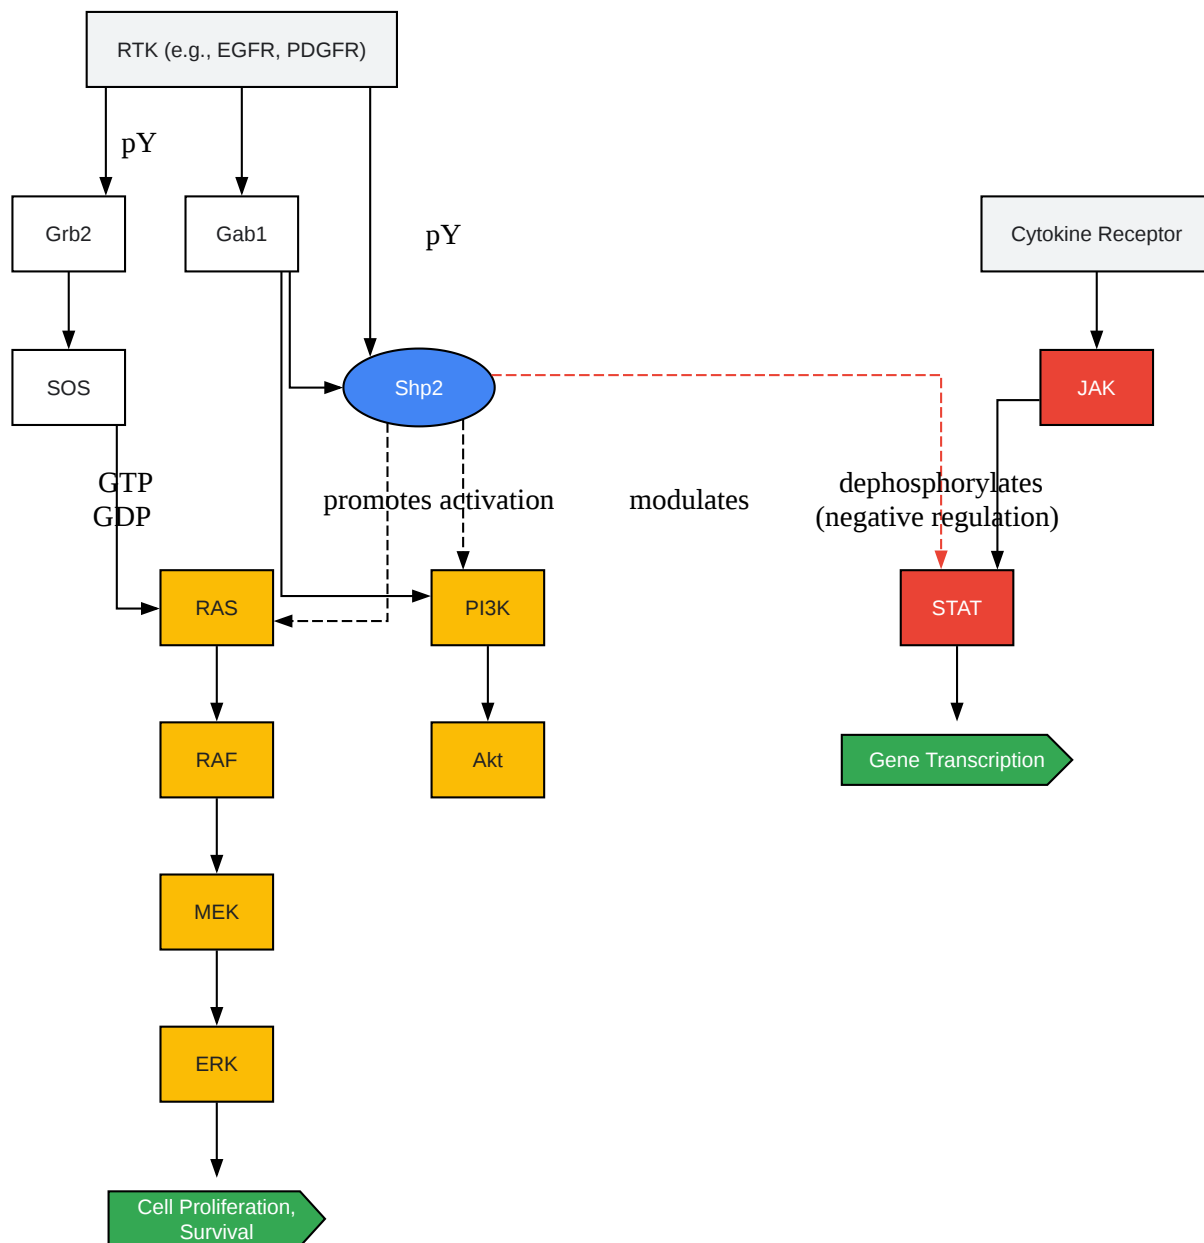 RTK (e.g., EGFR, PDGFR)
pY
Grb2
Gab1
pY
Cytokine Receptor
SOS
Shp2
JAK
GTP
GDP
promotes activation
modulates
dephosphorylates
(negative regulation)
RAS
PI3K
STAT
RAF
Akt
Gene Transcription
MEK
ERK
Cell Proliferation,
Survival